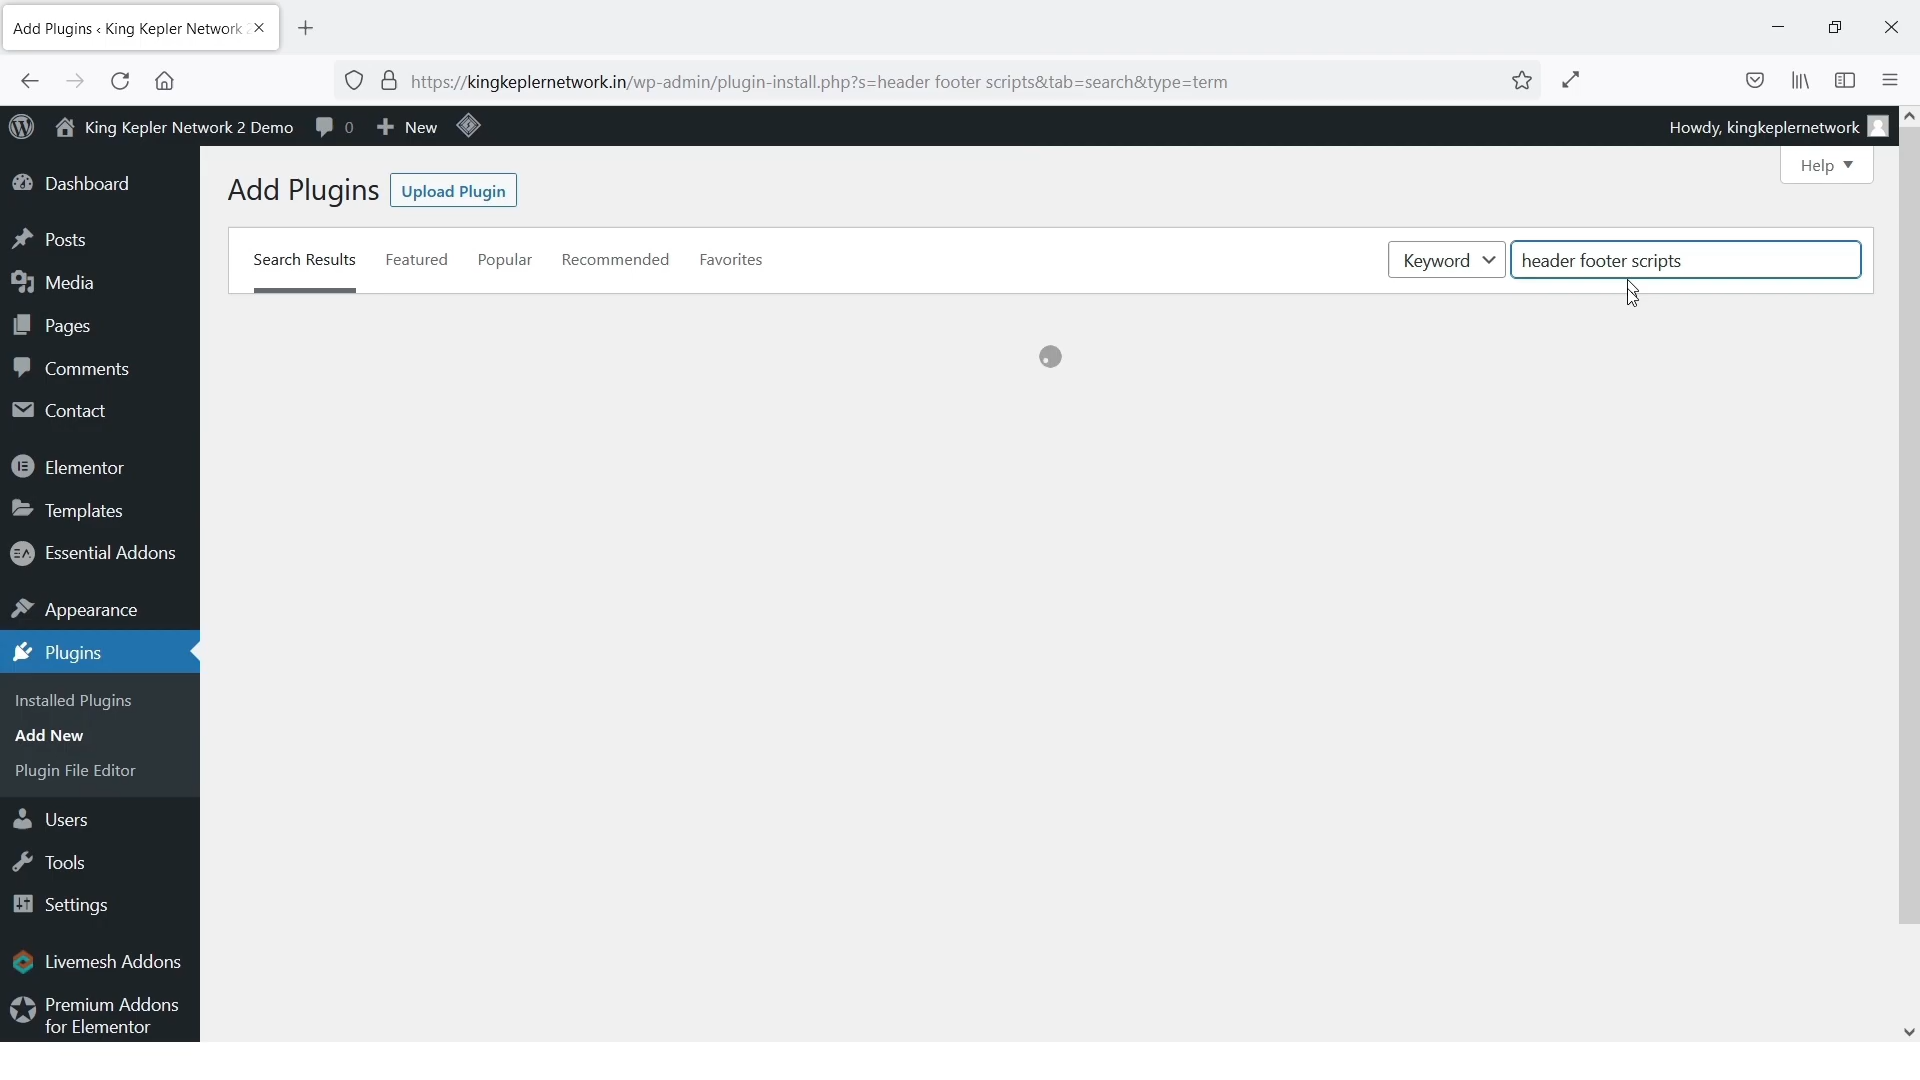 Add Plugins ‹ King Kepler Network 2
https://kingkeplernetwork.in/wp-admin/plugin-install.php?s=header footer scripts&tab=search&type=term
King Kepler Network 2 Demo
0
New
Howdy, kingkeplernetwork
Help
Dashboard
Posts
Media
Pages
Comments
Contact
Elementor
Templates
Essential Addons
Appearance
Plugins
Installed Plugins
Add New
Plugin File Editor
Users
Tools
Settings
Livemesh Addons
Premium Addons
for Elementor
Add Plugins
Upload Plugin
Search Results
Featured
Popular
Recommended
Favorites
Keyword
header footer scripts